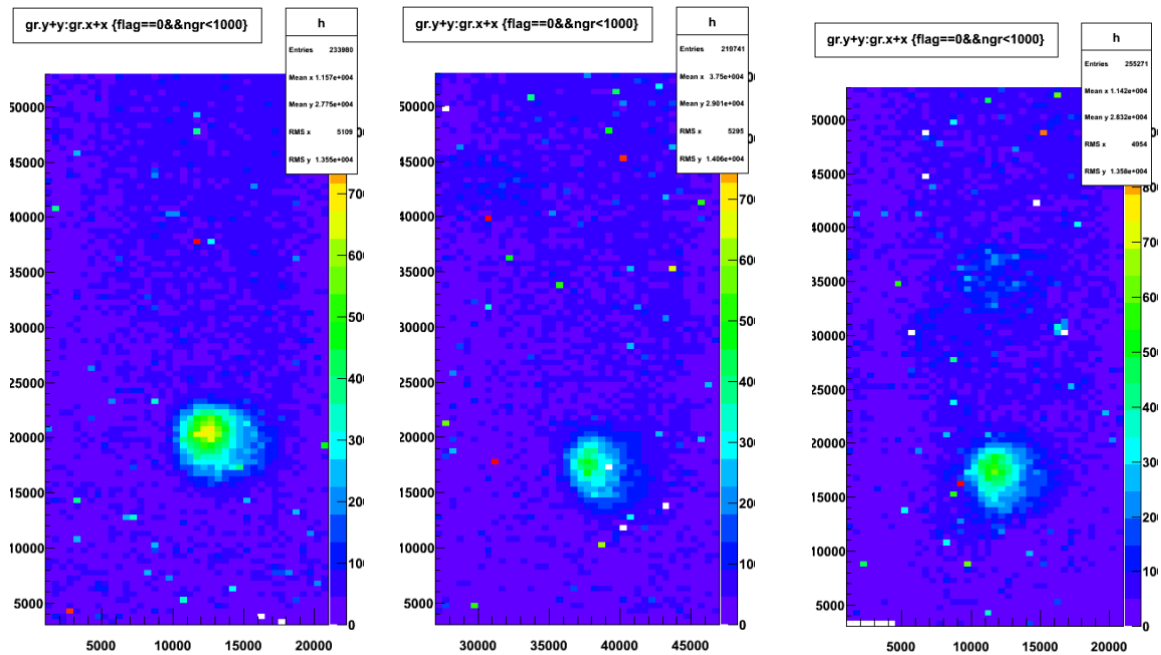 gr.y+y:gr.x+x {flag==0&&ngr<1000}
h
Entries 233980
Mean x 1.157e+004
Mean y 2.775e+004
RMS x 5109
RMS y 1.355e+004
50000
45000
40000
35000
30000
25000
20000
15000
10000
5000
5000 10000 15000 20000
700
600
500
400
300
200
100
0
gr.y+y:gr.x+x {flag==0&&ngr<1000}
h
Entries 219741
Mean x 3.75e+004
Mean y 2.981e+004
RMS x 5295
RMS y 1.406e+004
50000
45000
40000
35000
30000
25000
20000
15000
10000
5000
30000 35000 40000 45000
700
600
500
400
300
200
100
0
gr.y+y:gr.x+x {flag==0&&ngr<1000}
h
Entries 255271
Mean x 1.142e+004
Mean y 2.832e+004
RMS x 4954
RMS y 1.358e+004
50000
45000
40000
35000
30000
25000
20000
15000
10000
5000
5000 10000 15000 20000
800
700
600
500
400
300
200
100
0